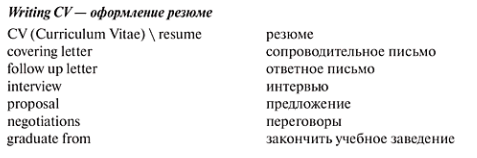 Writing CV — оформление резюме
CV (Curriculum Vitae) \ resume резюме
covering letter сопроводительное письмо
follow up letter ответное письмо
interview интервью
proposal предложение
negotiations переговоры
graduate from закончить учебное заведение